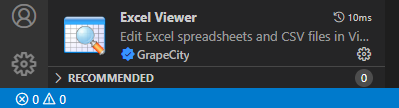 Excel Viewer 10ms
Edit Excel spreadsheets and CSV files in Vi...
GrapeCity
RECOMMENDED 0
0 0